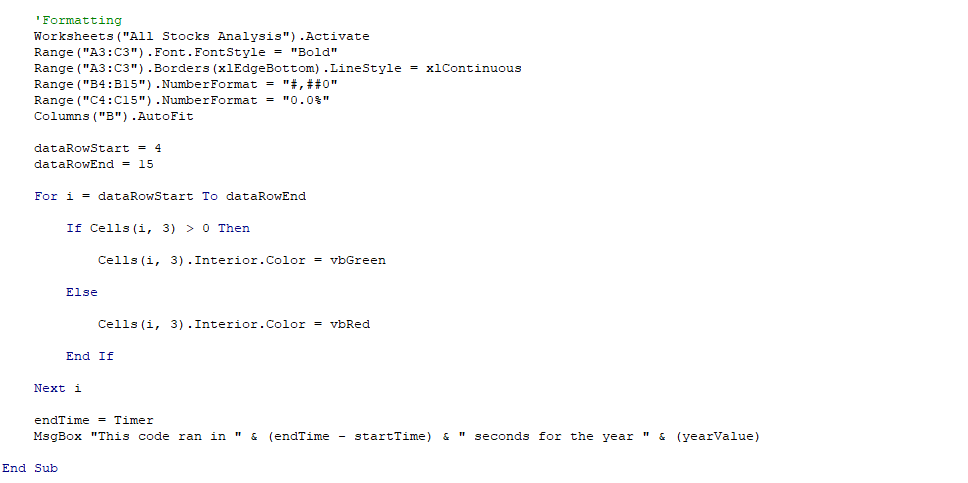 'Formatting
Worksheets("All Stocks Analysis").Activate
Range("A3:C3").Font.FontStyle = "Bold"
Range("A3:C3").Borders(xlEdgeBottom).LineStyle = xlContinuous
Range("B4:B15").NumberFormat = "#,##0"
Range("C4:C15").NumberFormat = "0.0%"
Columns("B").AutoFit
dataRowStart = 4
dataRowEnd = 15
For i = dataRowStart To dataRowEnd
If Cells(i, 3) > 0 Then
Cells(i, 3).Interior.Color = vbGreen
Else
Cells(i, 3).Interior.Color = vbRed
End If
Next i
endTime = Timer
MsgBox "This code ran in " & (endTime - startTime) & " seconds for the year " & (yearValue)
End Sub